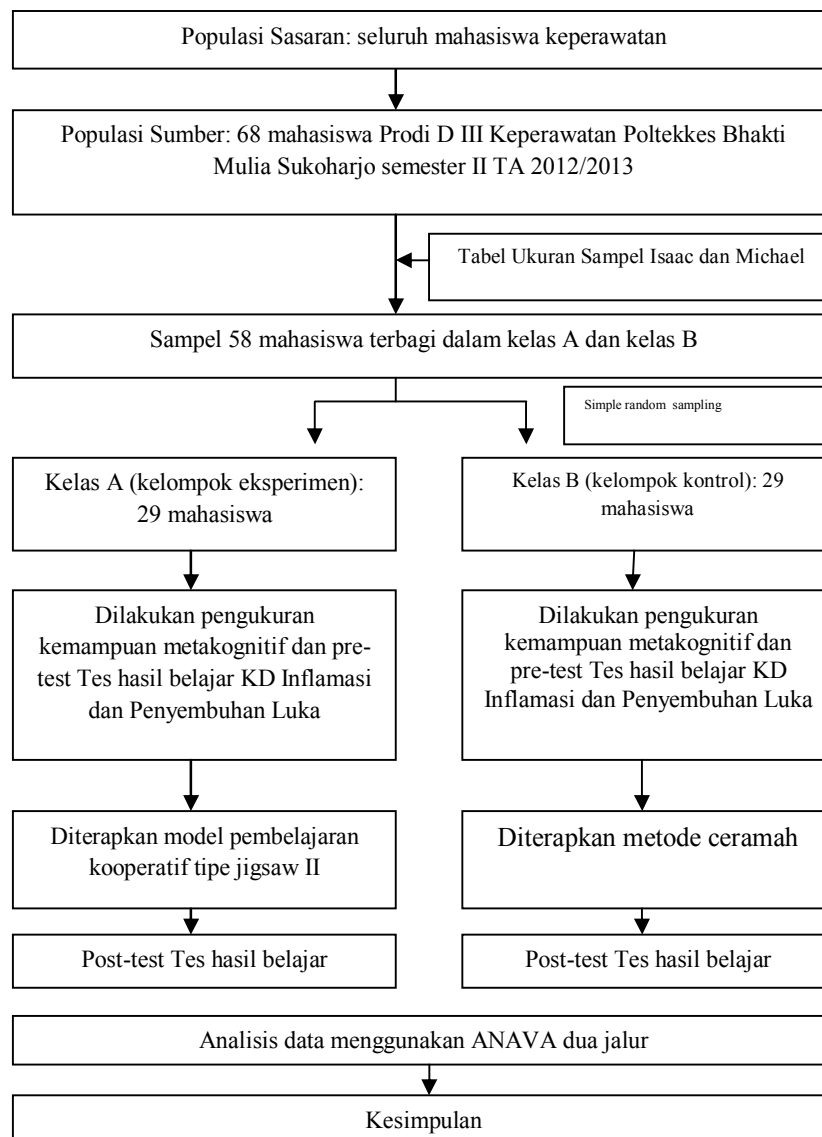 Populasi Sasaran: seluruh mahasiswa keperawatan
Populasi Sumber: 68 mahasiswa Prodi D III Keperawatan Poltekkes Bhakti
Mulia Sukoharjo semester II TA 2012/2013
Tabel Ukuran Sampel Isaac dan Michael
Sampel 58 mahasiswa terbagi dalam kelas A dan kelas B
Simple random sampling
Kelas A (kelompok eksperimen):
29 mahasiswa
Kelas B (kelompok kontrol): 29
mahasiswa
Dilakukan pengukuran
kemampuan metakognitif dan pre-
test Tes hasil belajar KD Inflamasi
dan Penyembuhan Luka
Dilakukan pengukuran
kemampuan metakognitif dan
pre-test Tes hasil belajar KD
Inflamasi dan Penyembuhan Luka
Diterapkan model pembelajaran
kooperatif tipe jigsaw II
Diterapkan metode ceramah
Post-test Tes hasil belajar
Post-test Tes hasil belajar
Analisis data menggunakan ANAVA dua jalur
Kesimpulan